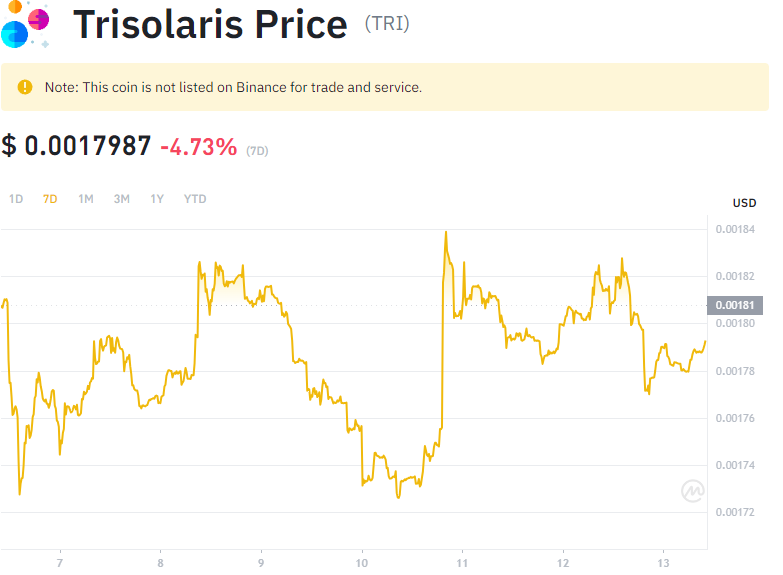 Trisolaris Price (TRI)
Note: This coin is not listed on Binance for trade and service.
$ 0.0017987 -4.73% (7D)
1D 7D 1M 3M 1Y YTD
USD
0.00184
0.00182
0.00181
0.00180
0.00178
0.00176
0.00174
0.00172
7 8 9 10 11 12 13